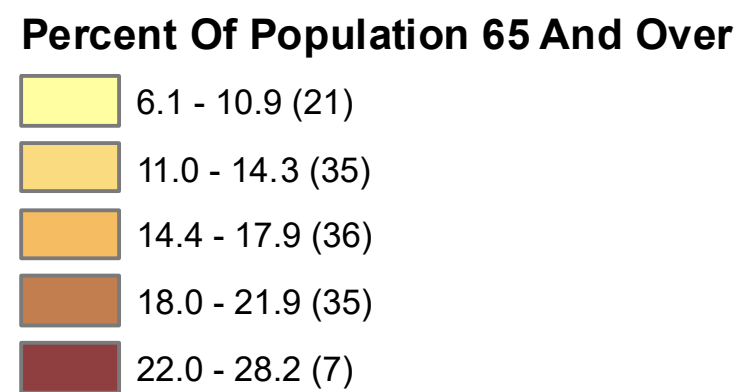 Percent Of Population 65 And Over
6.1 - 10.9 (21)
11.0 - 14.3 (35)
14.4 - 17.9 (36)
18.0 - 21.9 (35)
22.0 - 28.2 (7)